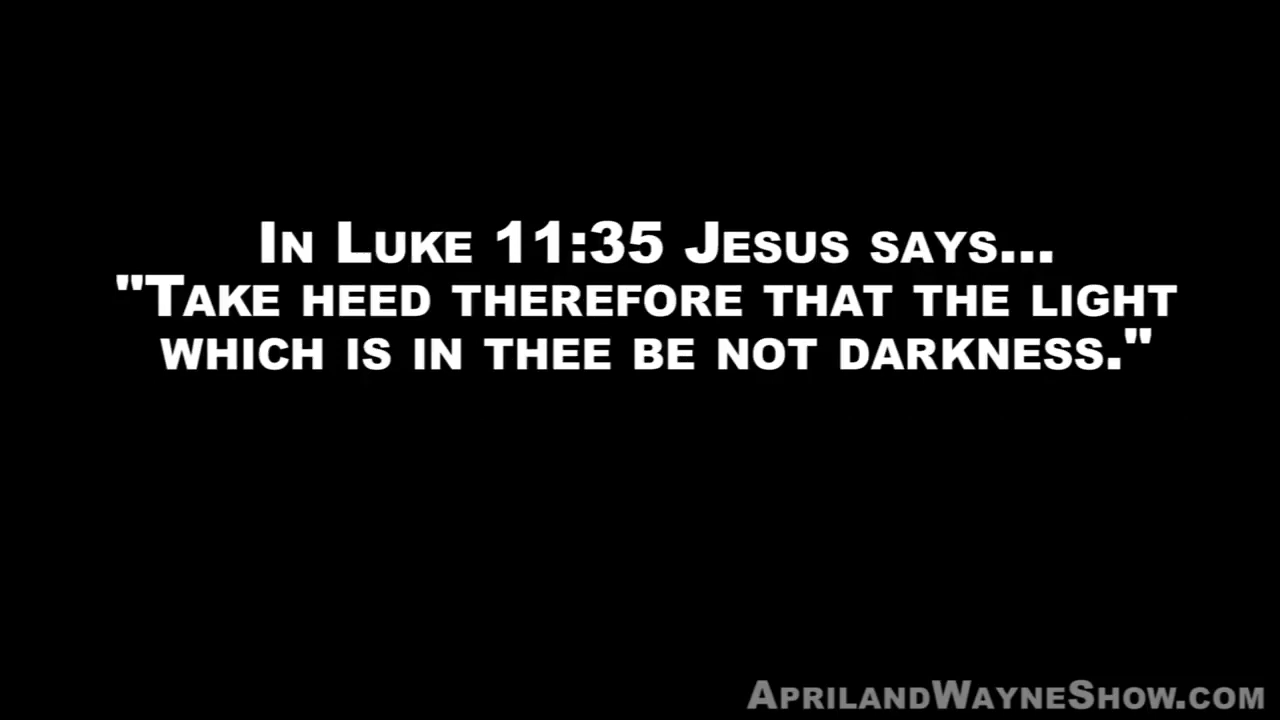 In Luke 11:35 Jesus says...
"Take heed therefore that the light
which is in thee be not darkness."
AprilandWayneShow.com